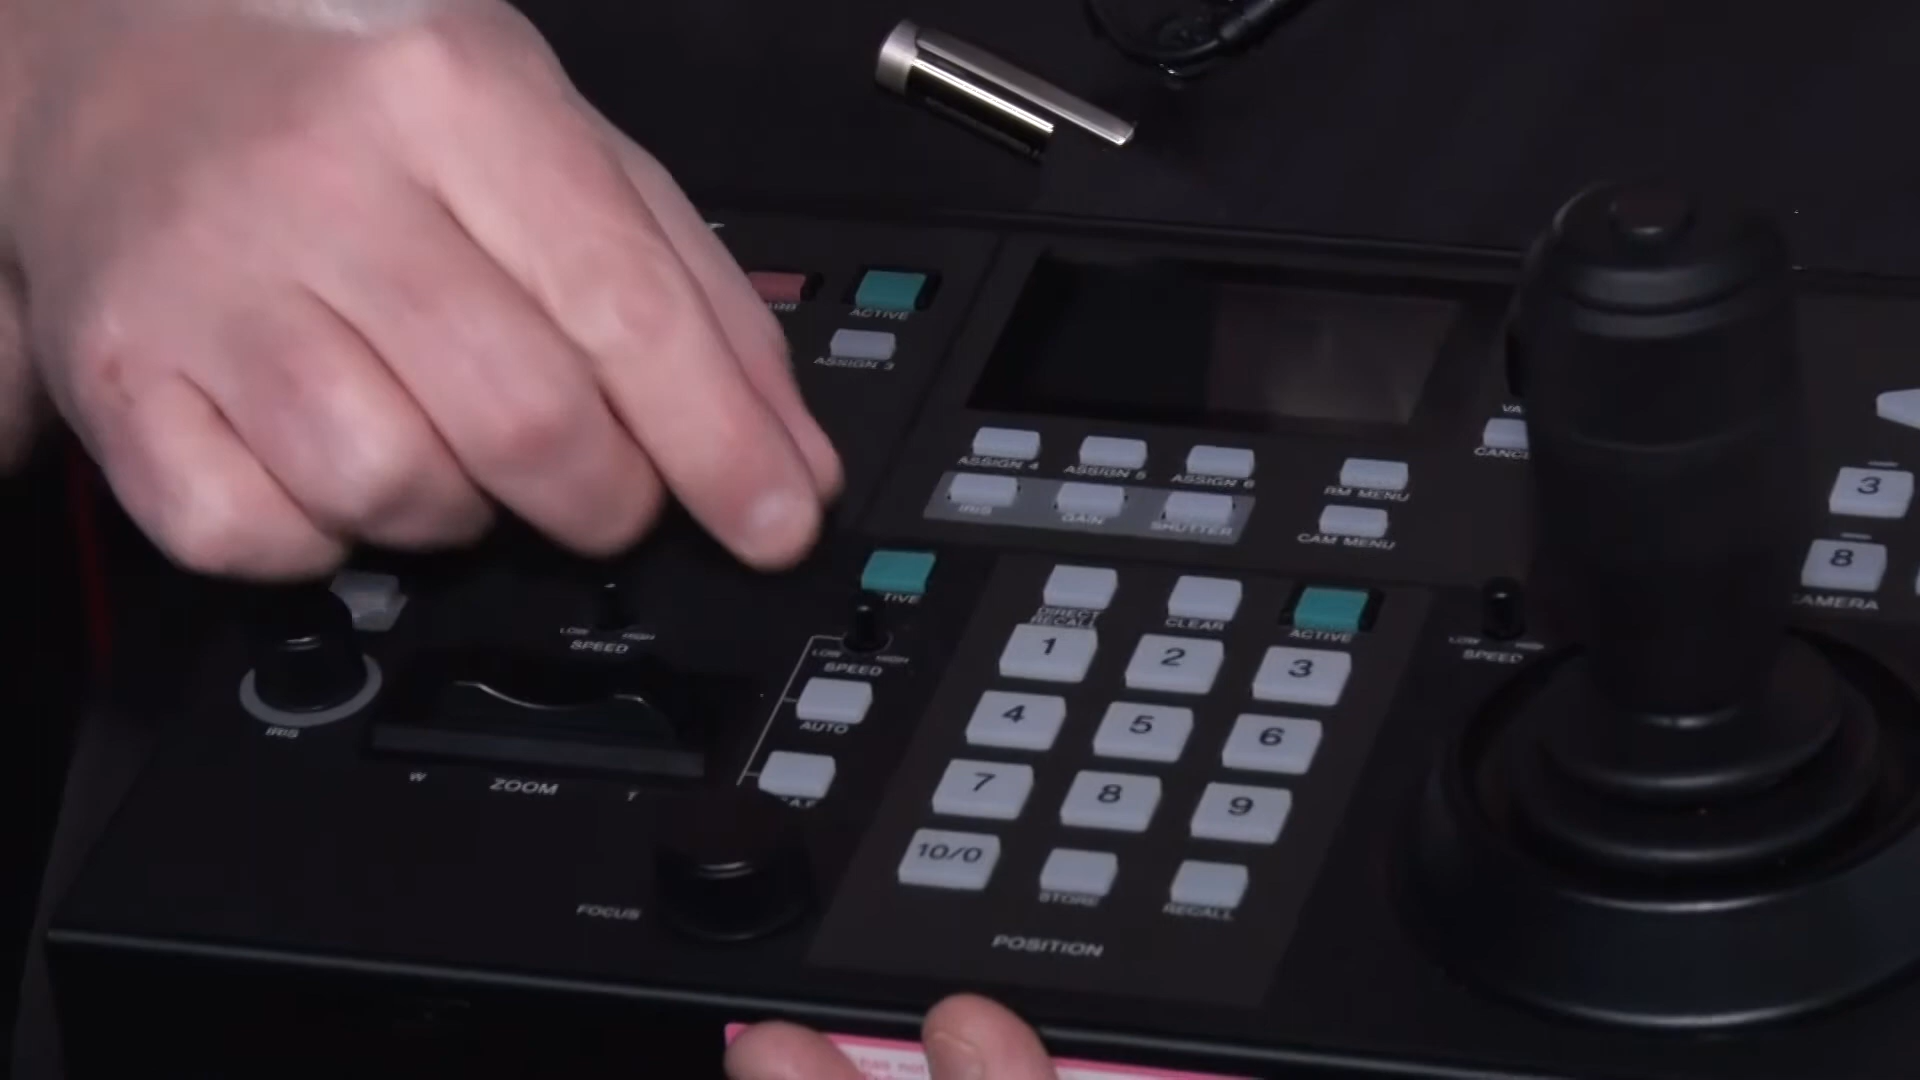 ACTIVE
ASSIGN 3
ASSIGN 4
ASSIGN 5
ASSIGN 6
IRIS
GAIN
SHUTTER
RM MENU
CAM MENU
3
8
DIRECT
RECALL
CLEAR
ACTIVE
LOW
HIGH
SPEED
LOW
HIGH
SPEED
LOW
HIGH
SPEED
AUTO
IRIS
W
ZOOM
T
FOCUS
1
2
3
4
5
6
7
8
9
10/0
STORE
RECALL
POSITION